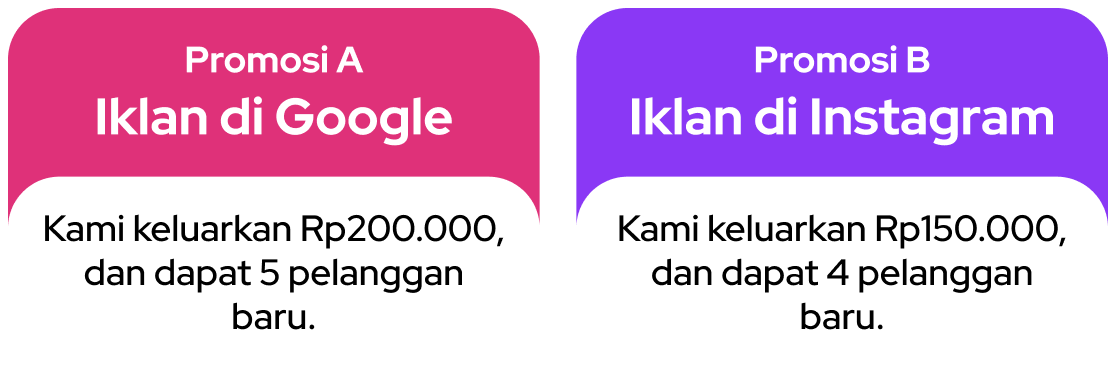 Promosi A
Iklan di Google
Kami keluarkan Rp200.000,
dan dapat 5 pelanggan
baru.
Promosi B
Iklan di Instagram
Kami keluarkan Rp150.000,
dan dapat 4 pelanggan
baru.